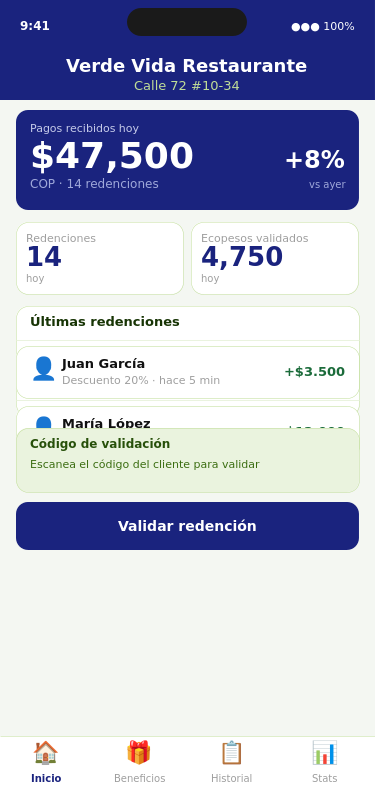 9:41
●●● 100%
Verde Vida Restaurante
Calle 72 #10-34
Pagos recibidos hoy
$47,500
+8%
COP · 14 redenciones
vs ayer
Redenciones
14
hoy
Ecopesos validados
4,750
hoy
Últimas redenciones
Juan García
Descuento 20% · hace 5 min
+$3.500
María López
Código de validación
Escanea el código del cliente para validar
Validar redención
Inicio
Beneficios
Historial
Stats